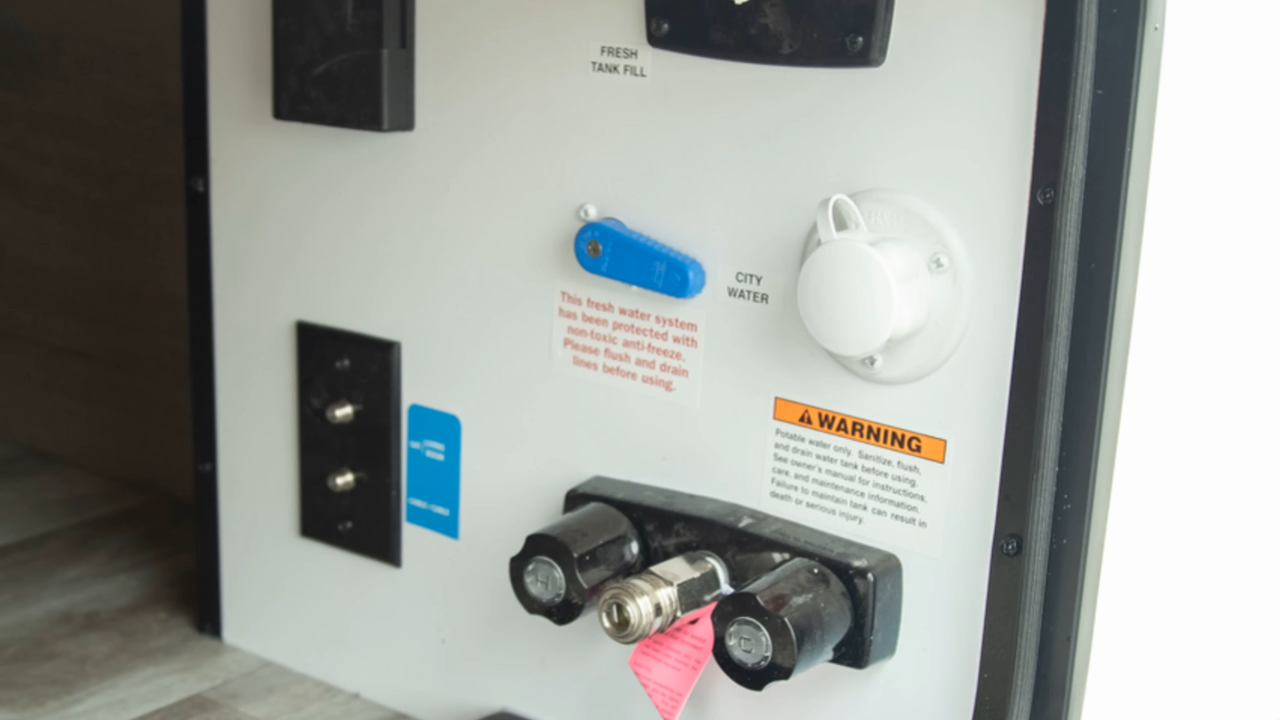 FRESH
TANK FILL
CITY
WATER
This fresh water system
has been protected with
non-toxic anti-freeze.
Please flush and drain
lines before using.
WARNING
Potable water only. Sanitize, flush,
and drain water tank before using.
See owner's manual for instructions,
care, and maintenance information.
Failure to maintain tank can result in
death or serious injury.
H
C